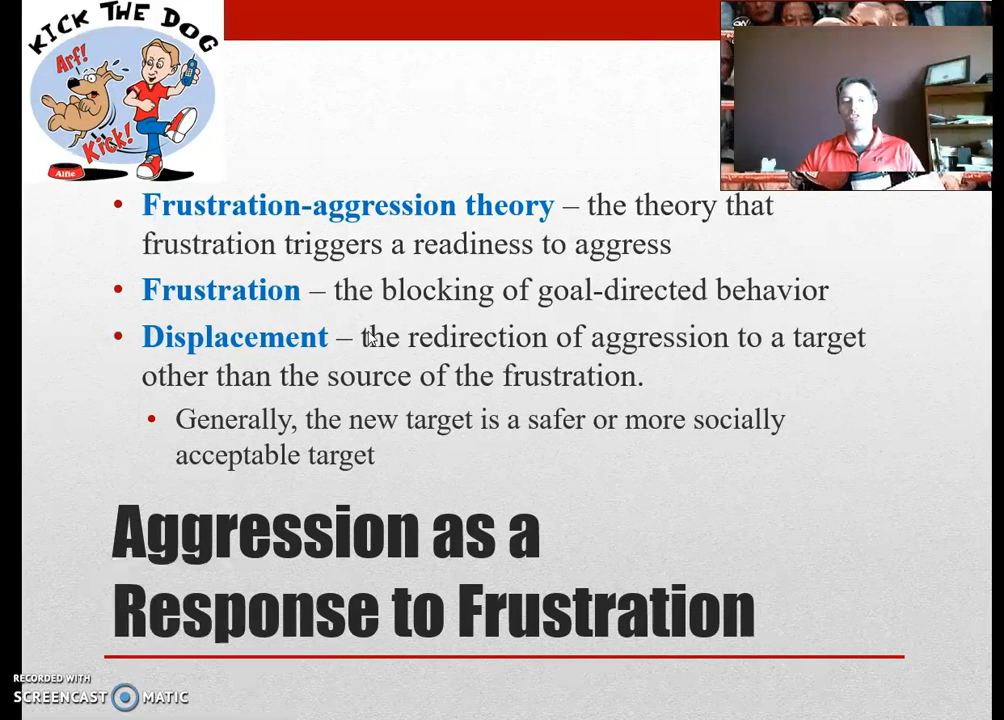 KICK THE DOG
Arf!
Kick!
Alfie
Frustration-aggression theory – the theory that
frustration triggers a readiness to aggress
Frustration – the blocking of goal-directed behavior
Displacement – the redirection of aggression to a target
other than the source of the frustration.
Generally, the new target is a safer or more socially
acceptable target
Aggression as a
Response to Frustration
RECORDED WITH
SCREENCAST MATIC